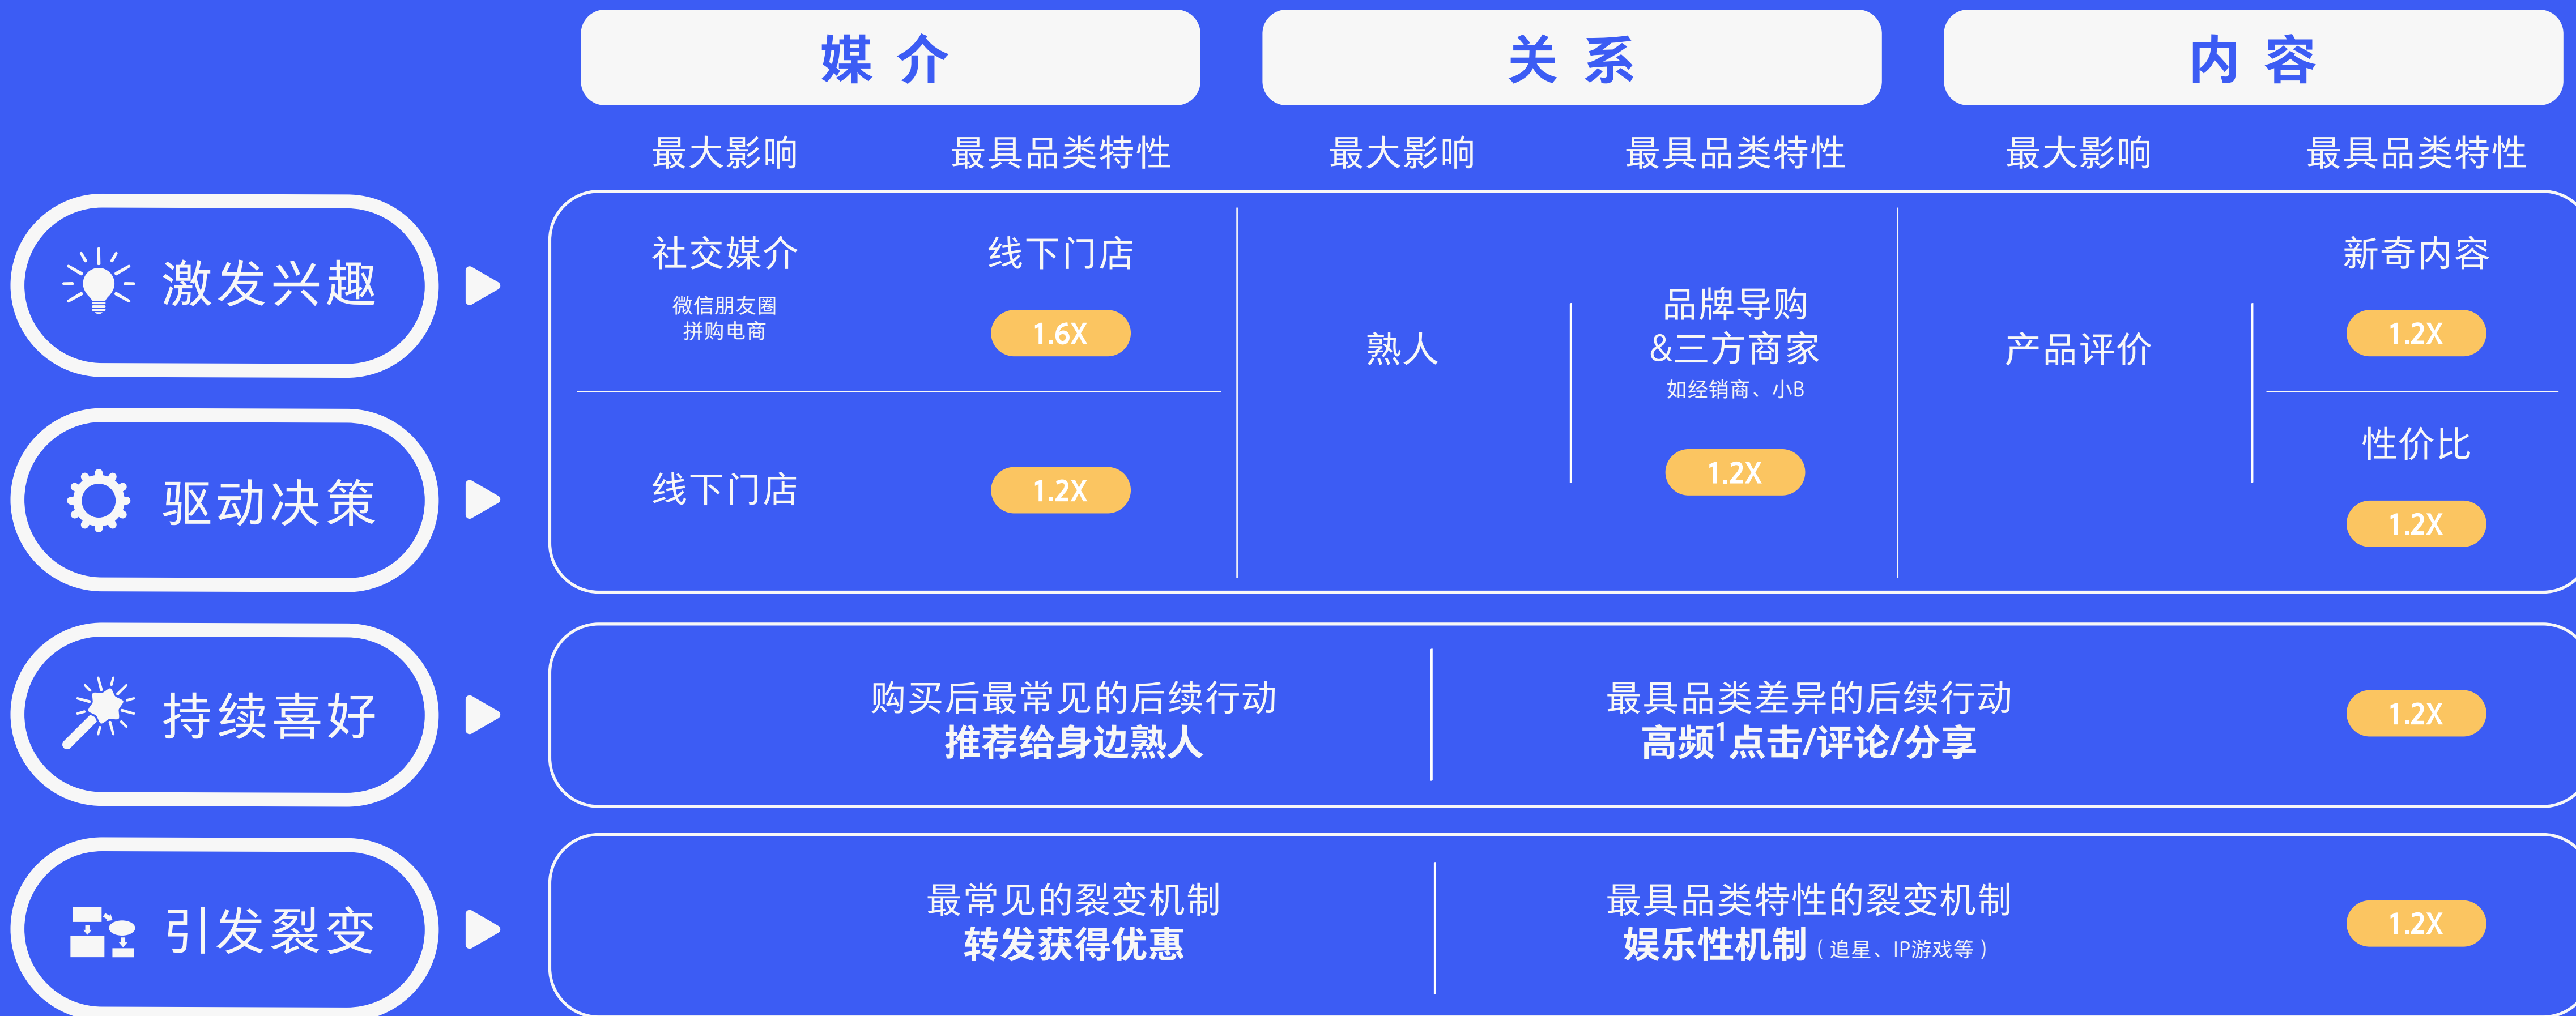 媒介
关系
内容
最大影响
最具品类特性
最大影响
最具品类特性
最大影响
最具品类特性
激发兴趣
社交媒介
微信朋友圈
拼购电商
线下门店
1.6X
驱动决策
线下门店
1.2X
熟人
品牌导购
&三方商家
如经销商、小B
1.2X
产品评价
新奇内容
1.2X
性价比
1.2X
持续喜好
购买后最常见的后续行动
推荐给身边熟人
最具品类差异的后续行动
高频¹点击/评论/分享
1.2X
引发裂变
最常见的裂变机制
转发获得优惠
最具品类特性的裂变机制
娱乐性机制（追星、IP游戏等）
1.2X